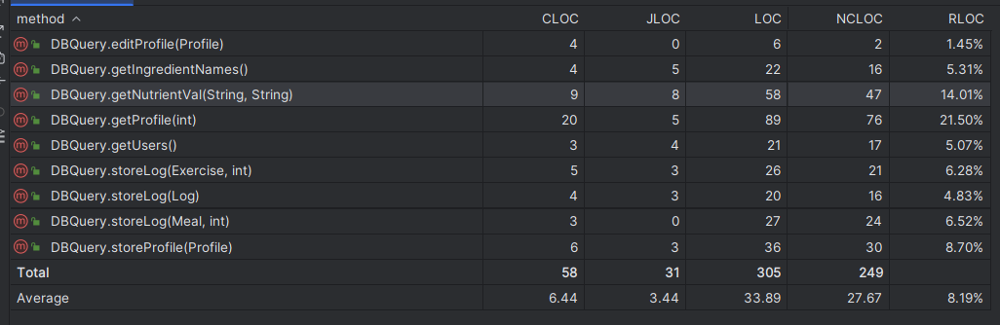 method CLOC JLOC LOC NCLOC RLOC
m DBQuery.editProfile(Profile) 4 0 6 2 1.45%
m DBQuery.getIngredientNames() 4 5 22 16 5.31%
m DBQuery.getNutrientVal(String, String) 9 8 58 47 14.01%
m DBQuery.getProfile(int) 20 5 89 76 21.50%
m DBQuery.getUsers() 3 4 21 17 5.07%
m DBQuery.storeLog(Exercise, int) 5 3 26 21 6.28%
m DBQuery.storeLog(Log) 4 3 20 16 4.83%
m DBQuery.storeLog(Meal, int) 3 0 27 24 6.52%
m DBQuery.storeProfile(Profile) 6 3 36 30 8.70%
Total 58 31 305 249
Average 6.44 3.44 33.89 27.67 8.19%